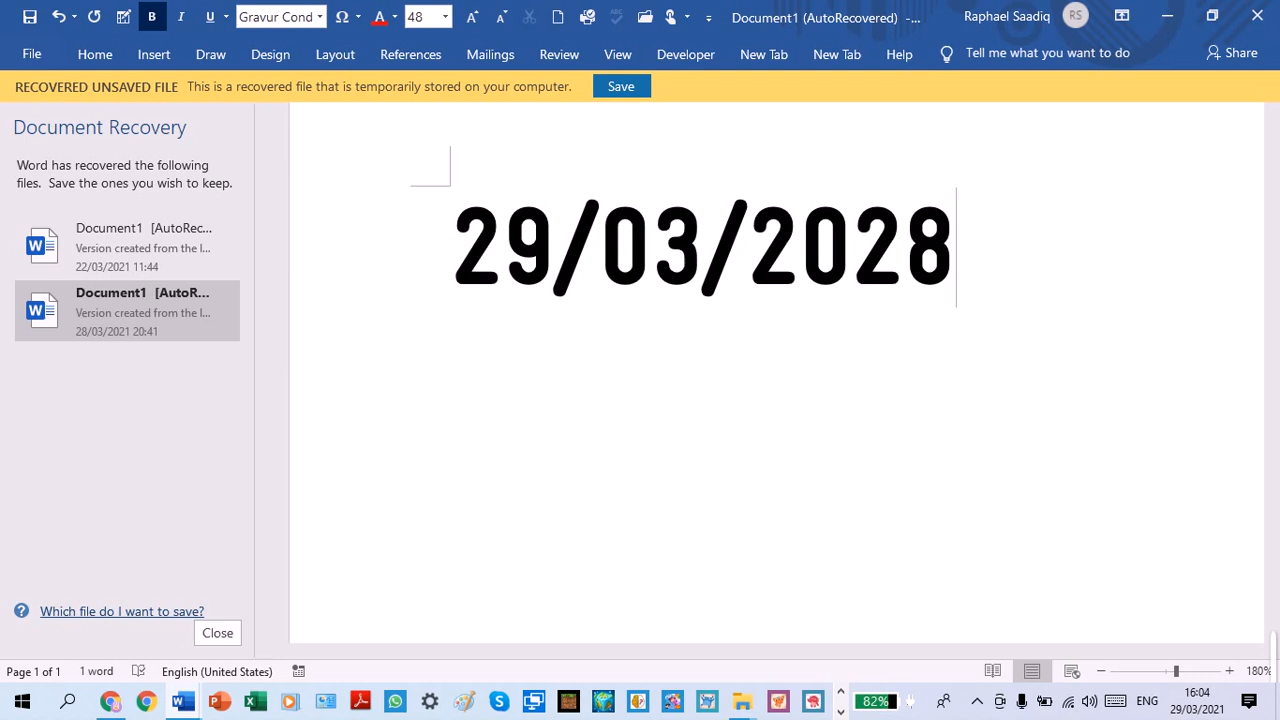 B I U Gravur Cond Ω A 48 A A Document1 (AutoRecovered) -... Raphael Saadiq RS
File Home Insert Draw Design Layout References Mailings Review View Developer New Tab New Tab Help Tell me what you want to do Share
RECOVERED UNSAVED FILE This is a recovered file that is temporarily stored on your computer. Save
Document Recovery
Word has recovered the following
files. Save the ones you wish to keep.
Document1 [AutoRec...
Version created from the l...
22/03/2021 11:44
Document1 [AutoR...
Version created from the l...
28/03/2021 20:41
29/03/2028
? Which file do I want to save?
Close
Page 1 of 1 1 word English (United States) 180%
82% ENG 16:04
29/03/2021